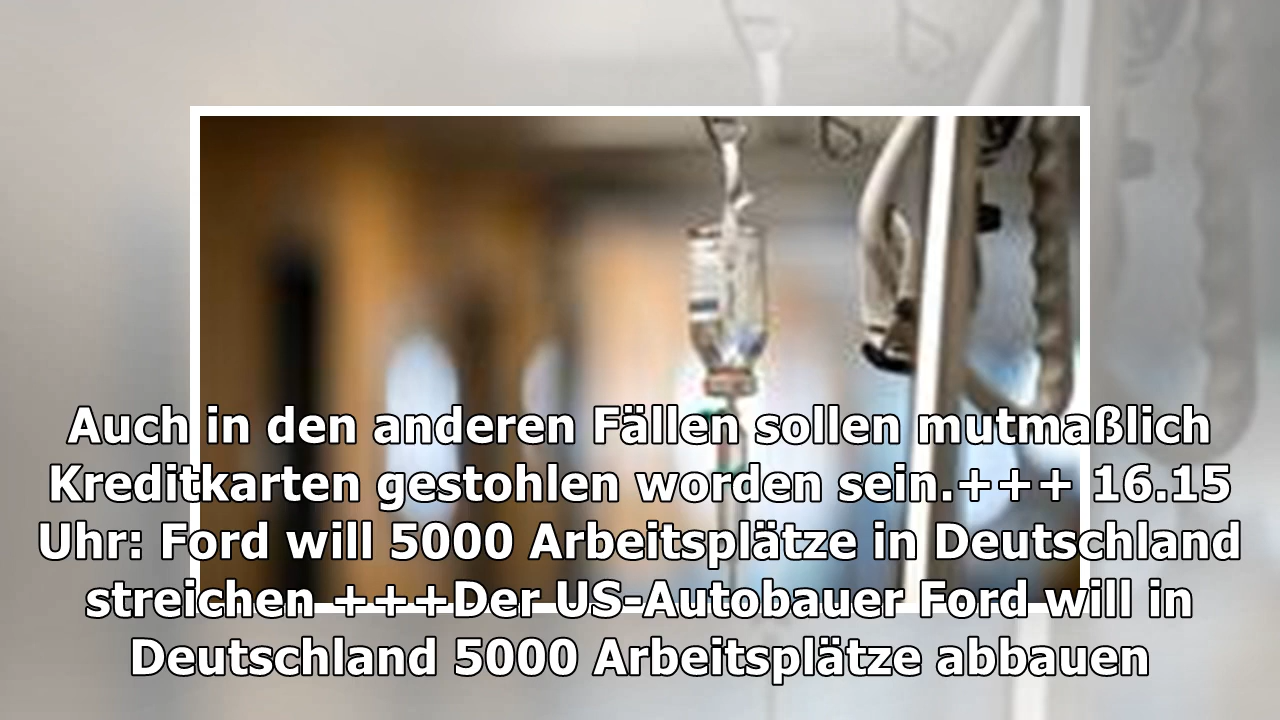 Auch in den anderen Fällen sollen mutmaßlich
Kreditkarten gestohlen worden sein.+++ 16.15
Uhr: Ford will 5000 Arbeitsplätze in Deutschland
streichen +++Der US-Autobauer Ford will in
Deutschland 5000 Arbeitsplätze abbauen